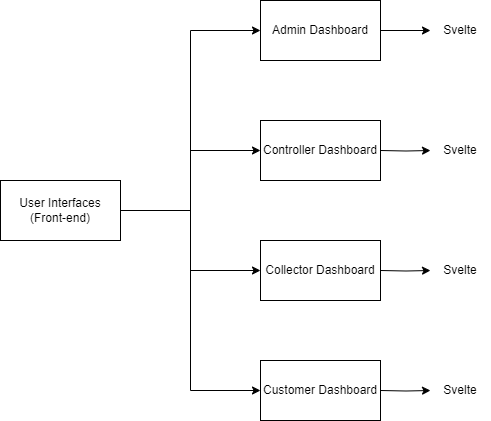 Admin Dashboard
Svelte
Controller Dashboard
Svelte
User Interfaces
(Front-end)
Collector Dashboard
Svelte
Customer Dashboard
Svelte